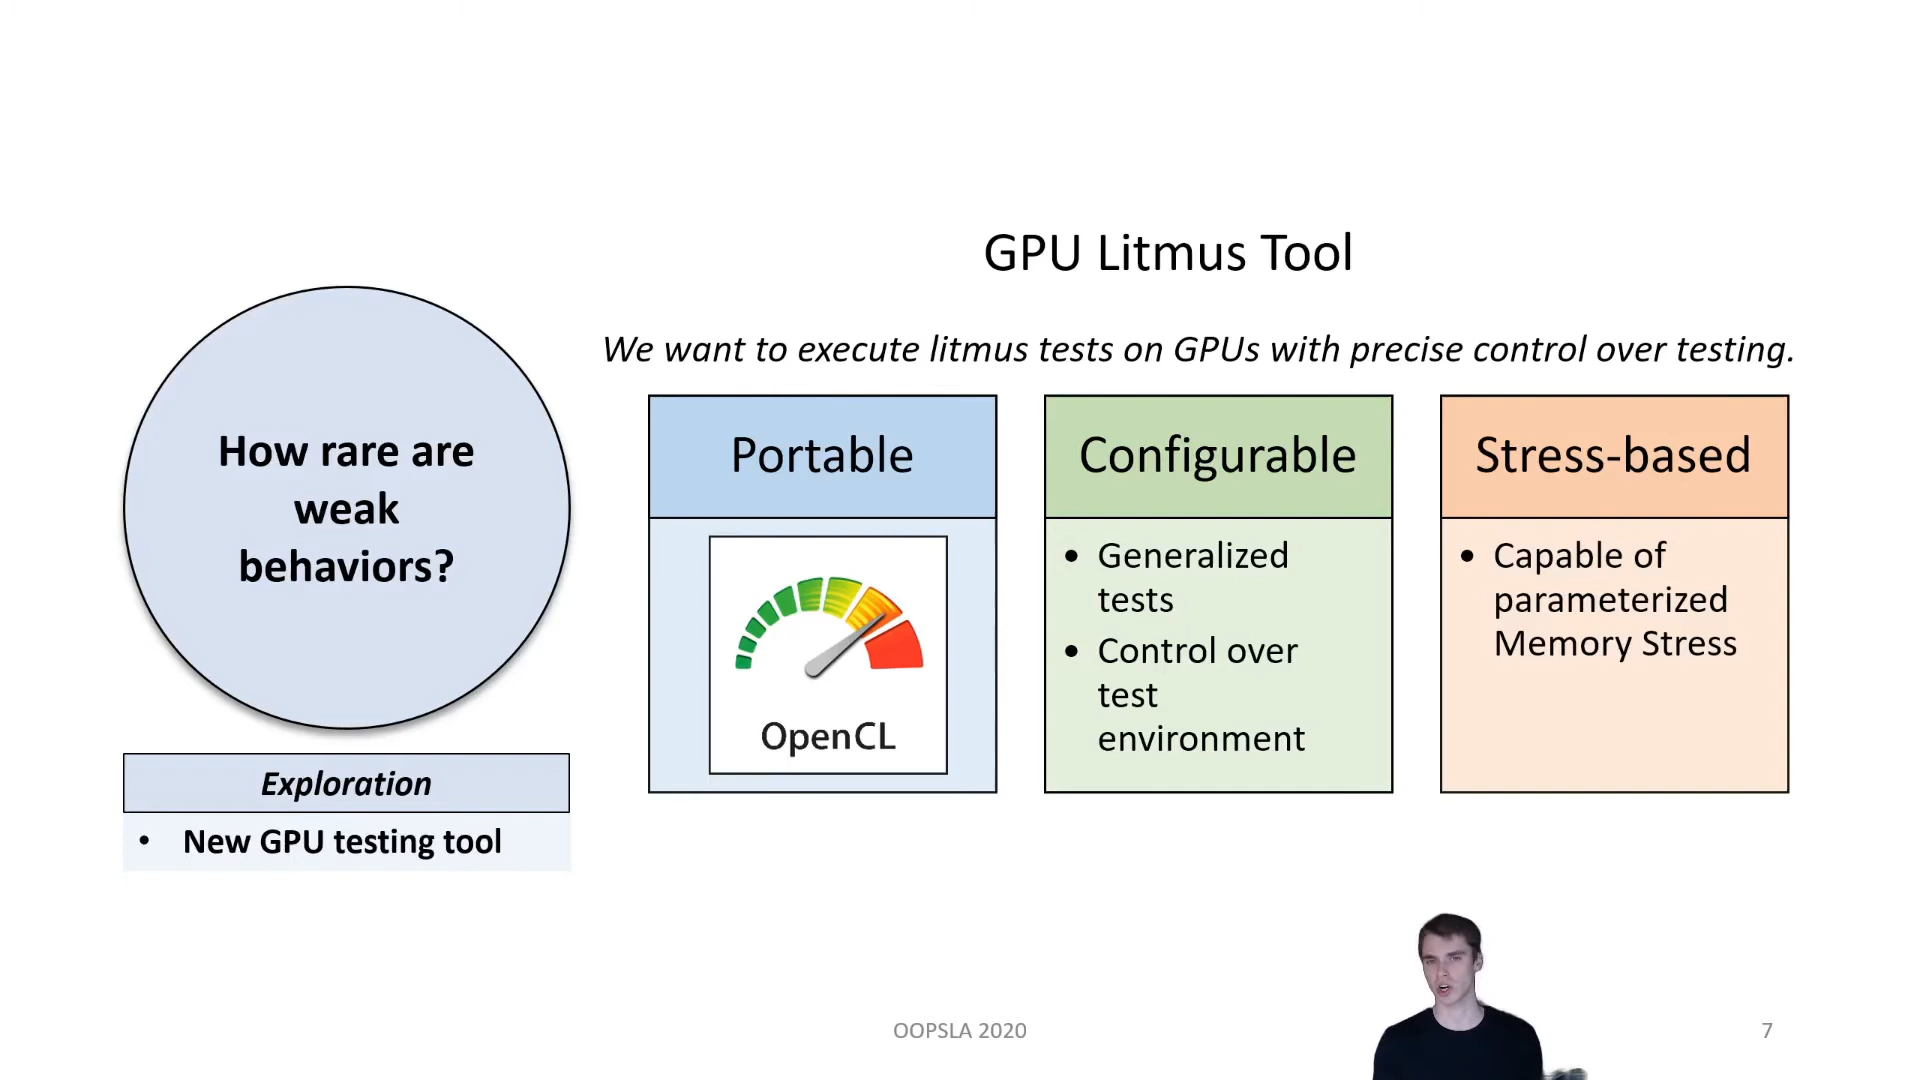 GPU Litmus Tool
How rare are
weak
behaviors?
Exploration
• New GPU testing tool
We want to execute litmus tests on GPUs with precise control over testing.
Portable
OpenCL
Configurable
• Generalized
tests
• Control over
test
environment
Stress-based
• Capable of
parameterized
Memory Stress
OOPSLA 2020
7